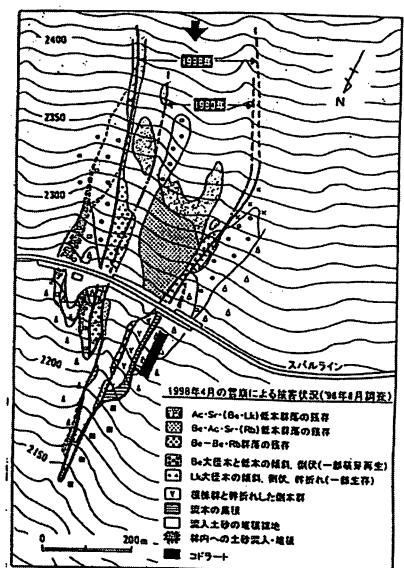 2400
1998年
1980年
2350
N
2300
スバルライン
2200
1998年4月の雪崩による被害状況('98年8月調査)
Ac·Sr·(Be·Lk)低木群落の残存
Be·Ac·Sr·(Rb)低木群落の残存
Be-Be·Rb群落の残存
2150
Be大径木と低木の傾斜, 倒伏(一部萌芽再生)
Lk大径木の傾斜, 倒伏, 幹折れ(一部生存)
根株群と幹折れした倒木群
流木の堆積
流入土砂の堆積裸地
林内への土砂流入·堆積
0 200m
コドラート